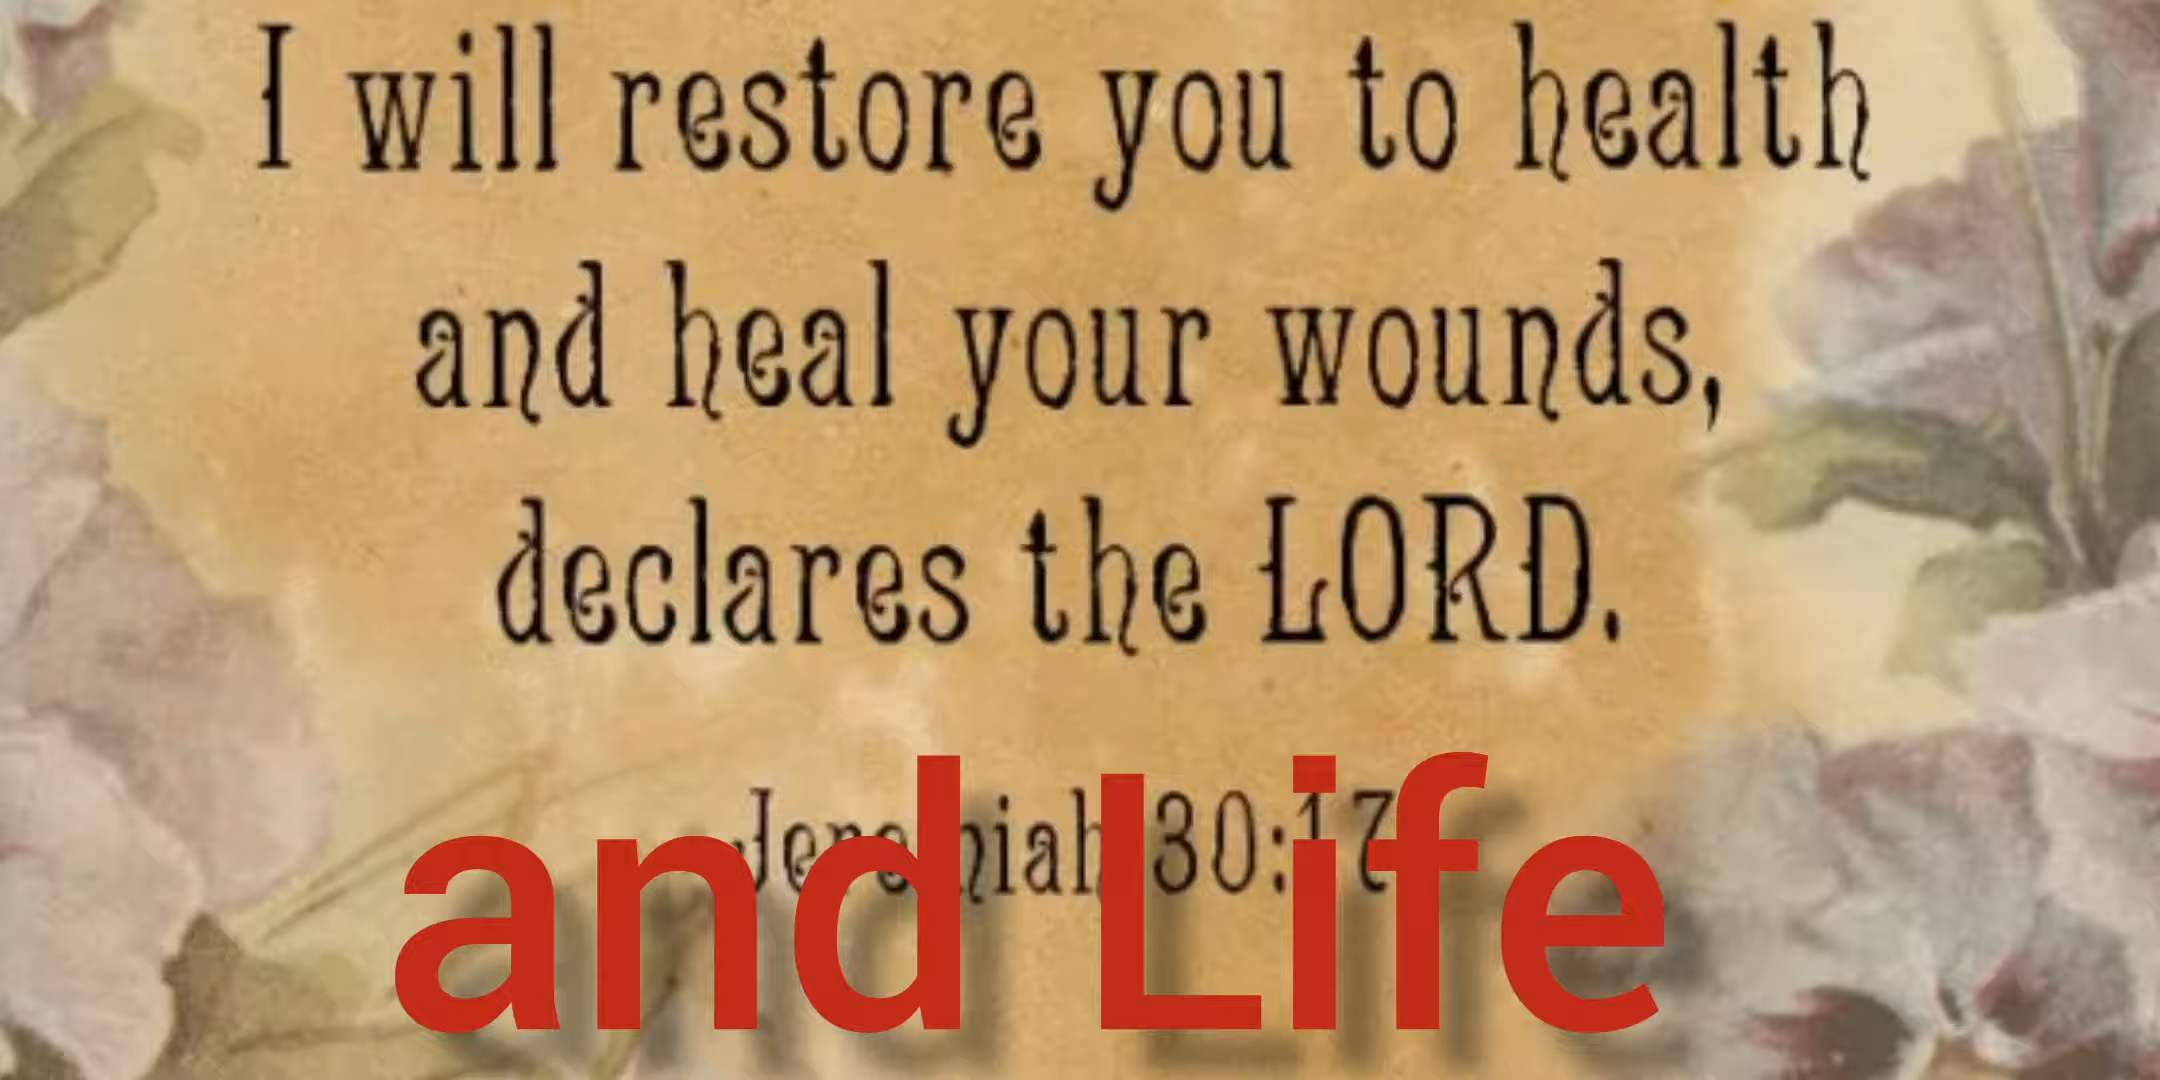 I will restore you to health
and heal your wounds,
declares the LORD.
Jeremiah 30:17
and Life